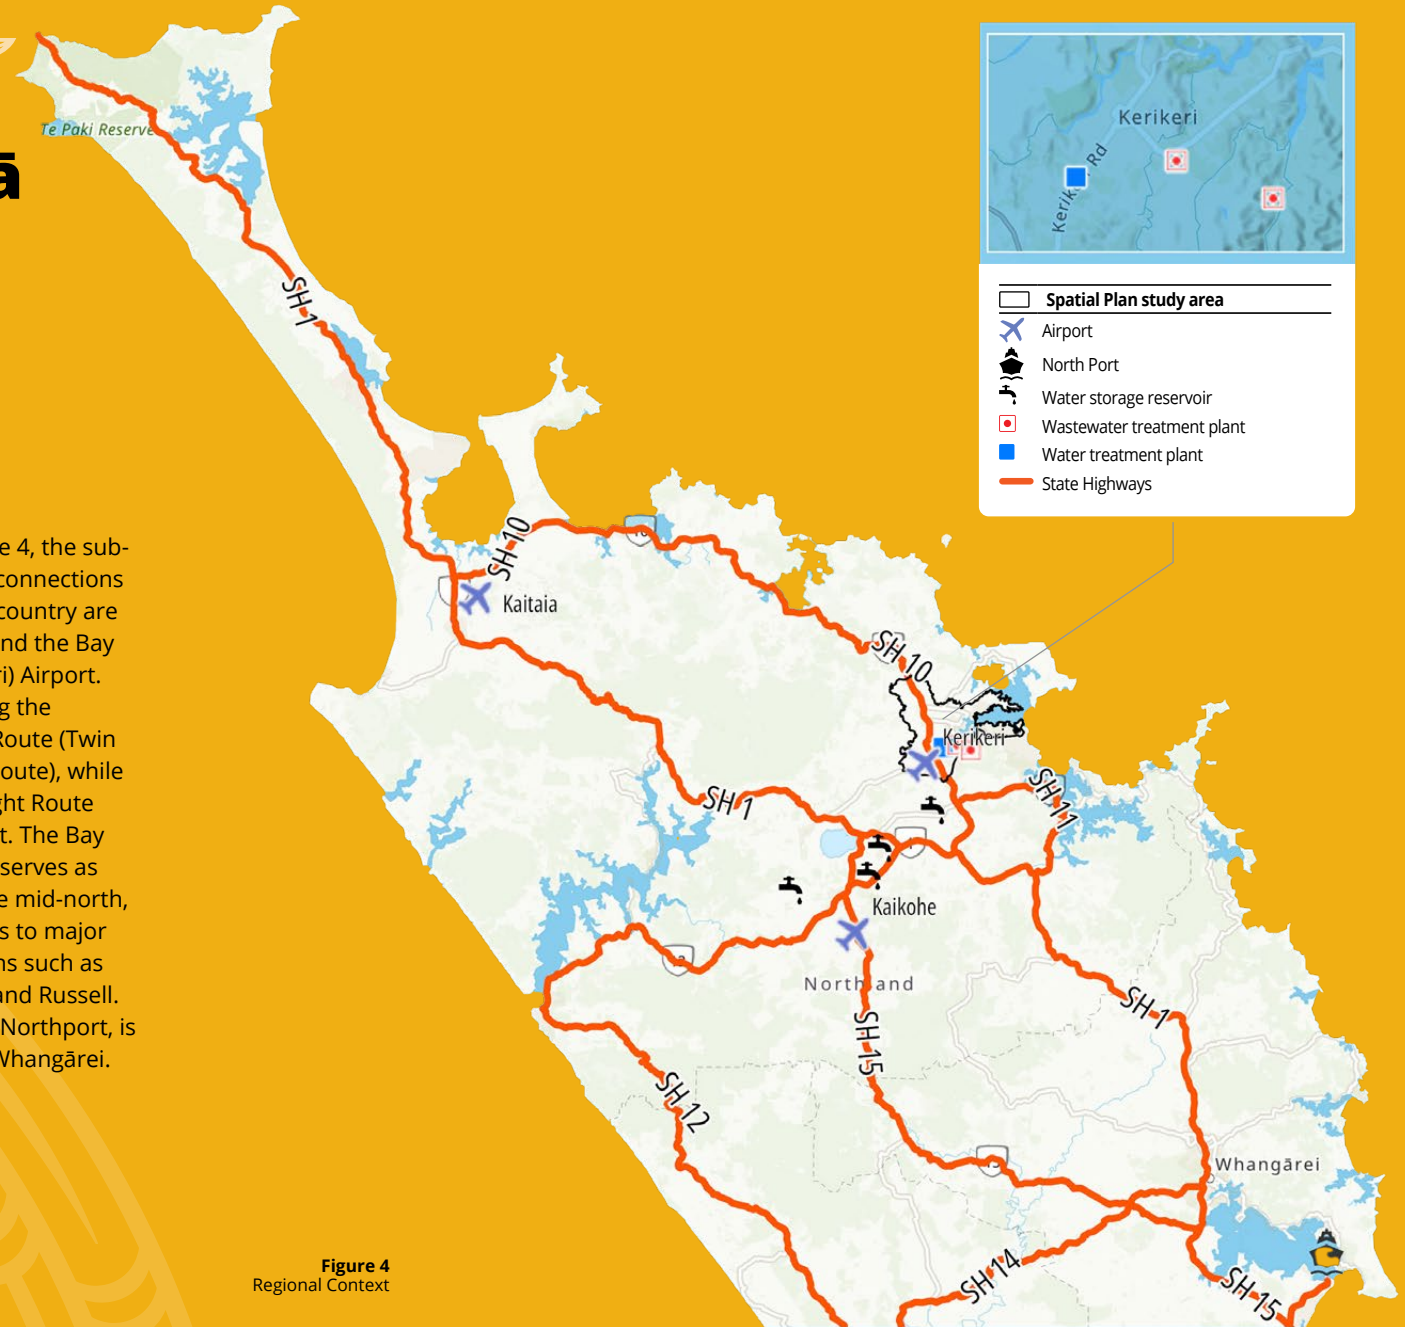 ā
e 4, the sub-
connections
country are
nd the Bay
ri) Airport.
g the
Route (Twin
oute), while
ght Route
t. The Bay
serves as
e mid-north,
s to major
ns such as
and Russell.
Northport, is
Whangārei.
Figure 4
Regional Context
Te Paki Reserve
SH 1
SH 10
Kaitaia
SH 10
Kerikeri
SH 11
SH 1
Kaikohe
Northland
SH 1
SH 15
SH 12
Whangārei
SH 14
SH 15
Kerikeri
Rd
Spatial Plan study area
Airport
North Port
Water storage reservoir
Wastewater treatment plant
Water treatment plant
State Highways